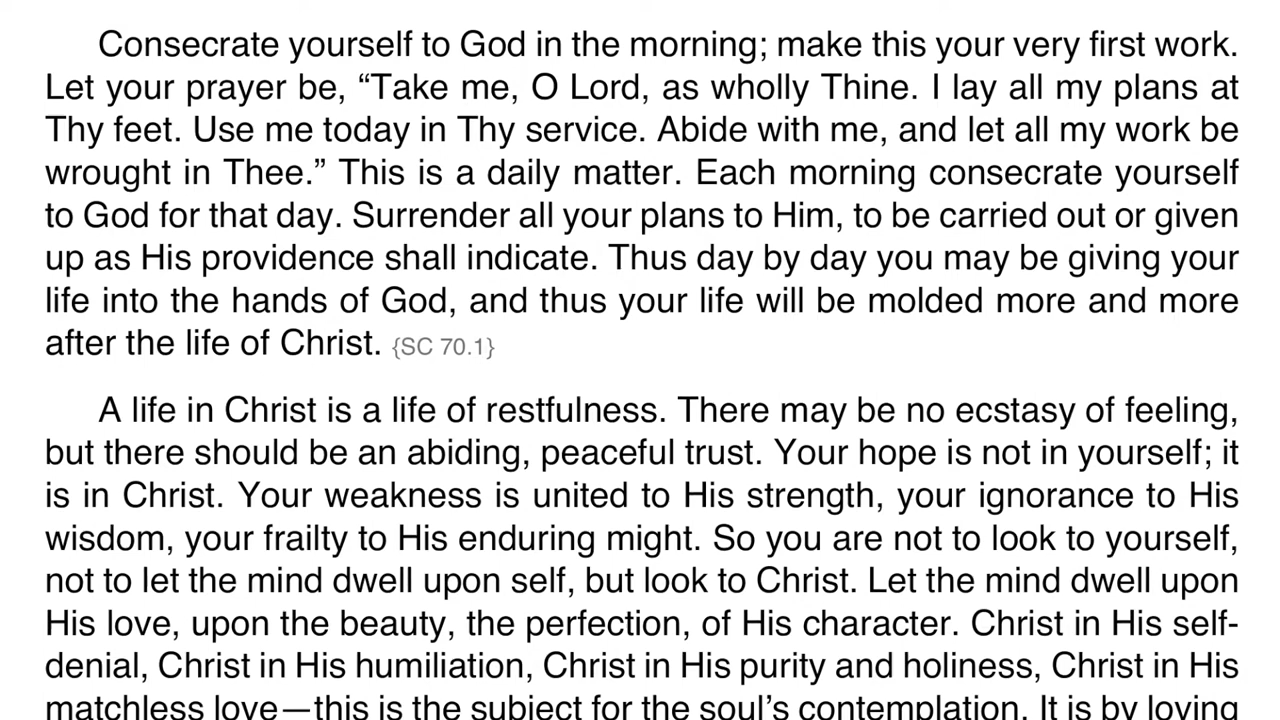 Consecrate yourself to God in the morning; make this your very first work.
Let your prayer be, “Take me, O Lord, as wholly Thine. I lay all my plans at
Thy feet. Use me today in Thy service. Abide with me, and let all my work be
wrought in Thee.” This is a daily matter. Each morning consecrate yourself
to God for that day. Surrender all your plans to Him, to be carried out or given
up as His providence shall indicate. Thus day by day you may be giving your
life into the hands of God, and thus your life will be molded more and more
after the life of Christ. {SC 70.1}
A life in Christ is a life of restfulness. There may be no ecstasy of feeling,
but there should be an abiding, peaceful trust. Your hope is not in yourself; it
is in Christ. Your weakness is united to His strength, your ignorance to His
wisdom, your frailty to His enduring might. So you are not to look to yourself,
not to let the mind dwell upon self, but look to Christ. Let the mind dwell upon
His love, upon the beauty, the perfection, of His character. Christ in His self-
denial, Christ in His humiliation, Christ in His purity and holiness, Christ in His
matchless love—this is the subject for the soul’s contemplation. It is by loving